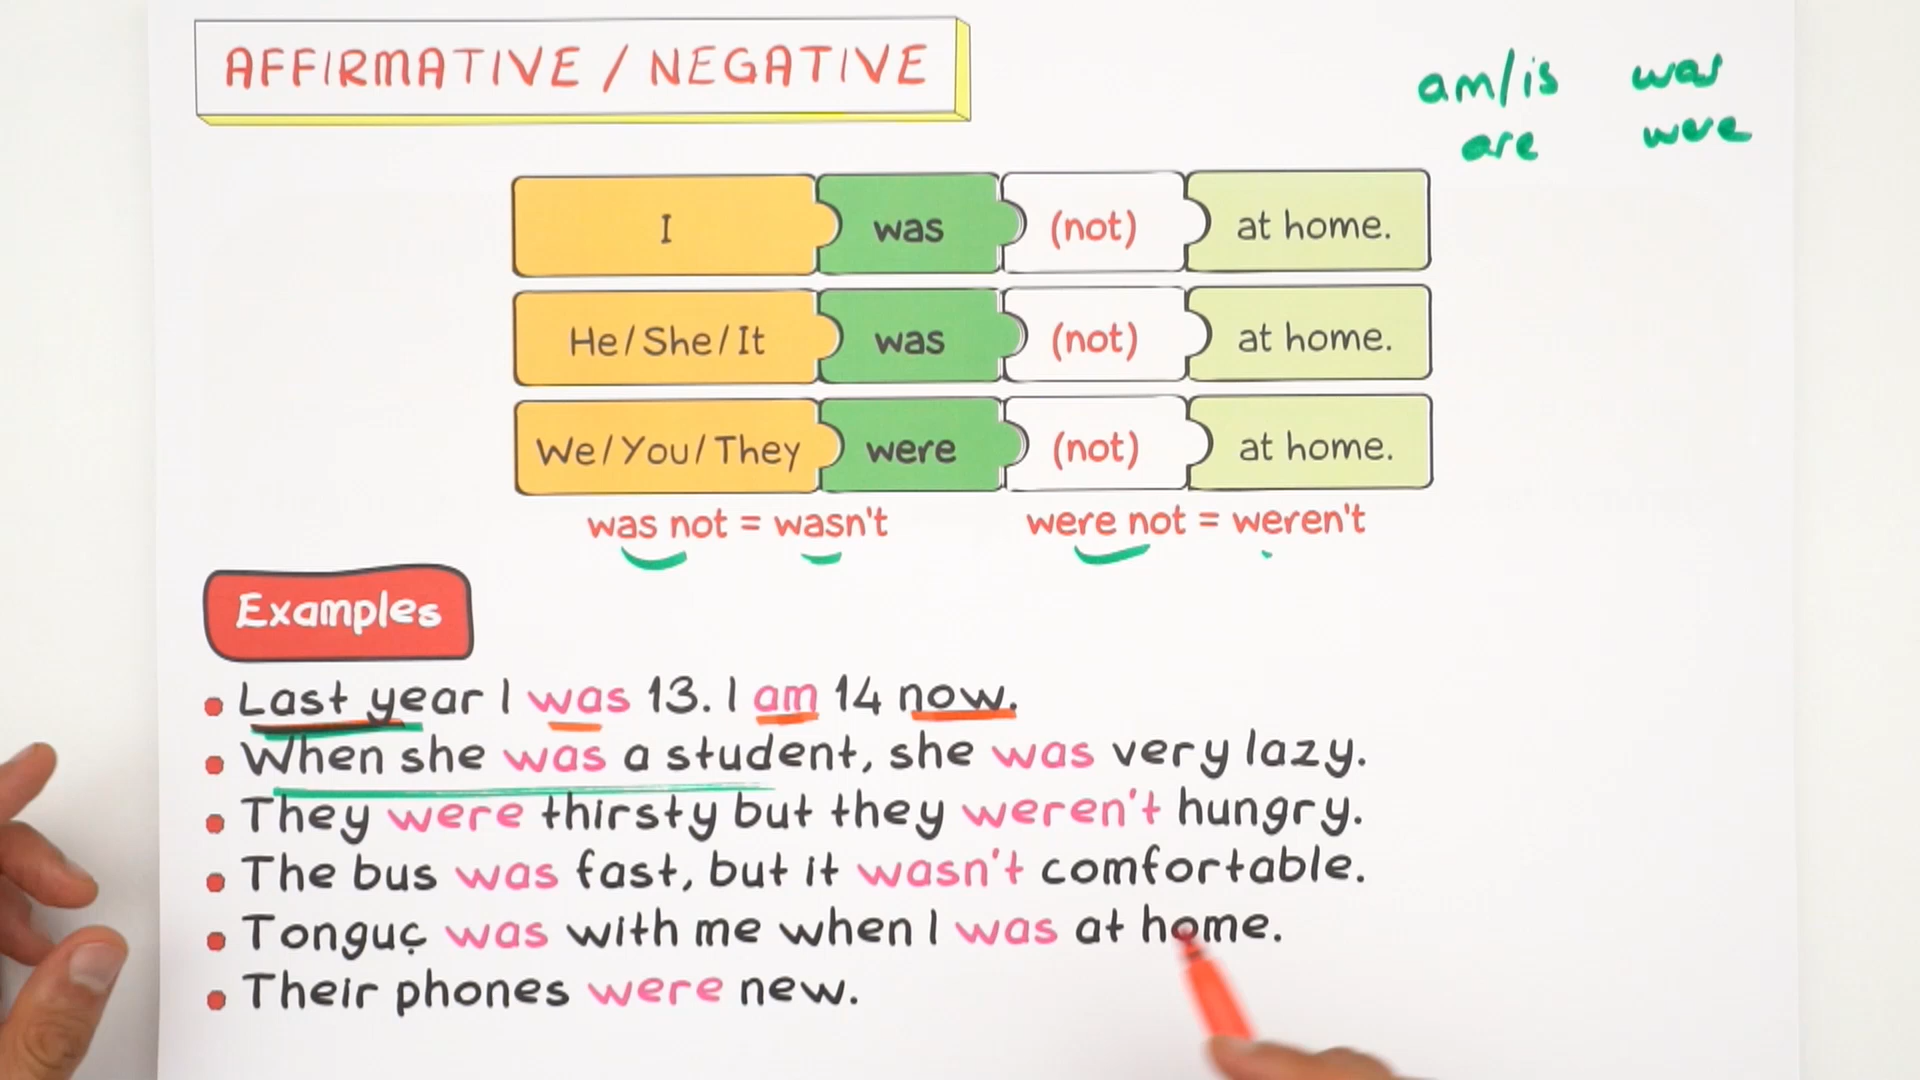 AFFIRMATIVE / NEGATIVE
am/is was
are were
I was (not) at home.
He/She/It was (not) at home.
We/You/They were (not) at home.
was not = wasn't were not = weren't
Examples
Last year I was 13. I am 14 now.
When she was a student, she was very lazy.
They were thirsty but they weren't hungry.
The bus was fast, but it wasn't comfortable.
Tonguç was with me when I was at home.
Their phones were new.